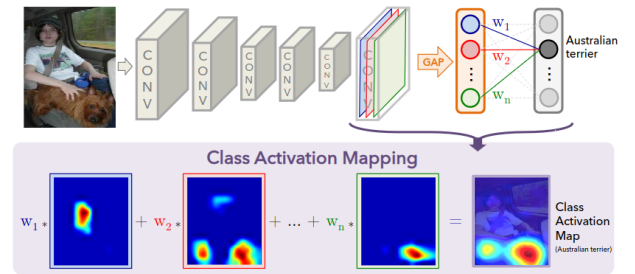 CONV
CONV
CONV
CONV
CONV
CONV
GAP
w1
w2
wn
Australian
terrier
Class Activation Mapping
w1 * + w2 * + ... + wn * =
Class
Activation
Map
(Australian terrier)